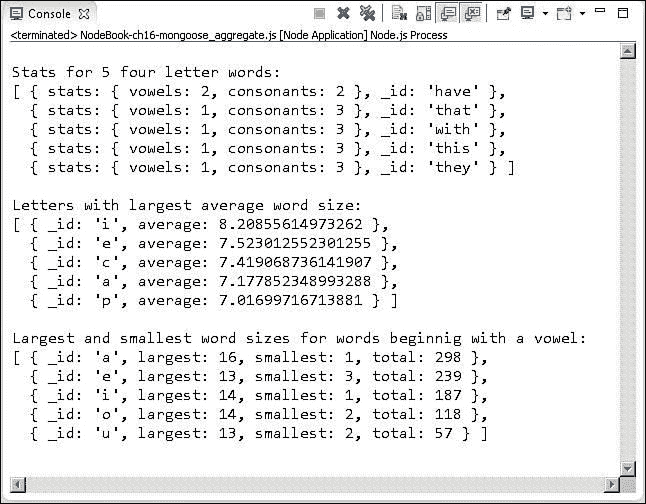 Console
<terminated> NodeBook-ch16-mongoose_aggregate.js [Node Application] Node.js Process
Stats for 5 four letter words:
[ { stats: { vowels: 2, consonants: 2 }, _id: 'have' },
{ stats: { vowels: 1, consonants: 3 }, _id: 'that' },
{ stats: { vowels: 1, consonants: 3 }, _id: 'with' },
{ stats: { vowels: 1, consonants: 3 }, _id: 'this' },
{ stats: { vowels: 1, consonants: 3 }, _id: 'they' } ]
Letters with largest average word size:
[ { _id: 'i', average: 8.20855614973262 },
{ _id: 'e', average: 7.523012552301255 },
{ _id: 'c', average: 7.419068736141907 },
{ _id: 'a', average: 7.177852348993288 },
{ _id: 'p', average: 7.01699716713881 } ]
Largest and smallest word sizes for words beginnig with a vowel:
[ { _id: 'a', largest: 16, smallest: 1, total: 298 },
{ _id: 'e', largest: 13, smallest: 3, total: 239 },
{ _id: 'i', largest: 14, smallest: 1, total: 187 },
{ _id: 'o', largest: 14, smallest: 2, total: 118 },
{ _id: 'u', largest: 13, smallest: 2, total: 57 } ]